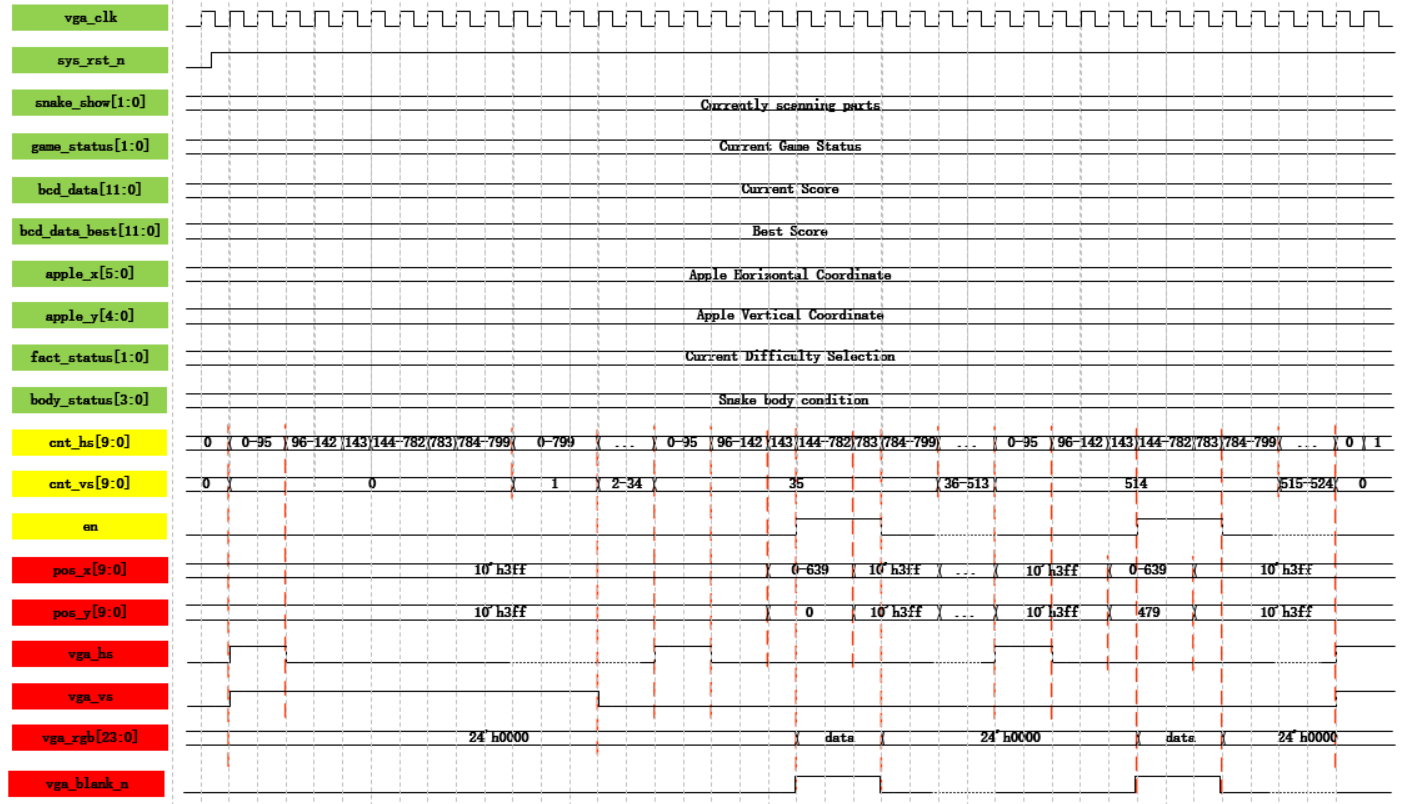 vga_clk
sys_rst_n
snake_show[1:0] Currently scanning parts
game_status[1:0] Current Game Status
bcd_data[11:0] Current Score
bcd_data_best[11:0] Best Score
apple_x[5:0] Apple Horizontal Coordinate
apple_y[4:0] Apple Vertical Coordinate
fact_status[1:0] Current Difficulty Selection
body_status[3:0] Snake body condition
cnt_hs[9:0] 0 0-95 96-142 143 144-782 783 784-799 0-799 ... 0-95 96-142 143 144-782 783 784-799 ... 0-95 96-142 143 144-782 783 784-799 ... 0 1
cnt_vs[9:0] 0 0 1 2-34 35 36-513 514 515-524 0
en
pos_x[9:0] 10'h3ff 0-639 10'h3ff ... 10'h3ff 0-639 10'h3ff
pos_y[9:0] 10'h3ff 0 10'h3ff ... 10'h3ff 479 10'h3ff
vga_hs
vga_vs
vga_rgb[23:0] 24'h0000 data 24'h0000 data 24'h0000
vga_blank_n